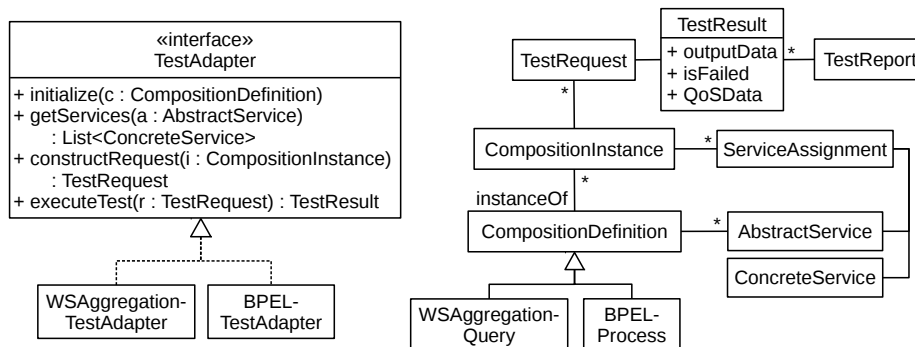 «interface»
TestAdapter
+ initialize(c : CompositionDefinition)
+ getServices(a : AbstractService)
: List<ConcreteService>
+ constructRequest(i : CompositionInstance)
: TestRequest
+ executeTest(r : TestRequest) : TestResult
WSAggregation-
TestAdapter
BPEL-
TestAdapter
TestRequest
TestResult
+ outputData
+ isFailed
+ QoSData
*
TestReport
*
CompositionInstance
*
ServiceAssignment
*
instanceOf
CompositionDefinition
*
AbstractService
ConcreteService
WSAggregation-
Query
BPEL-
Process